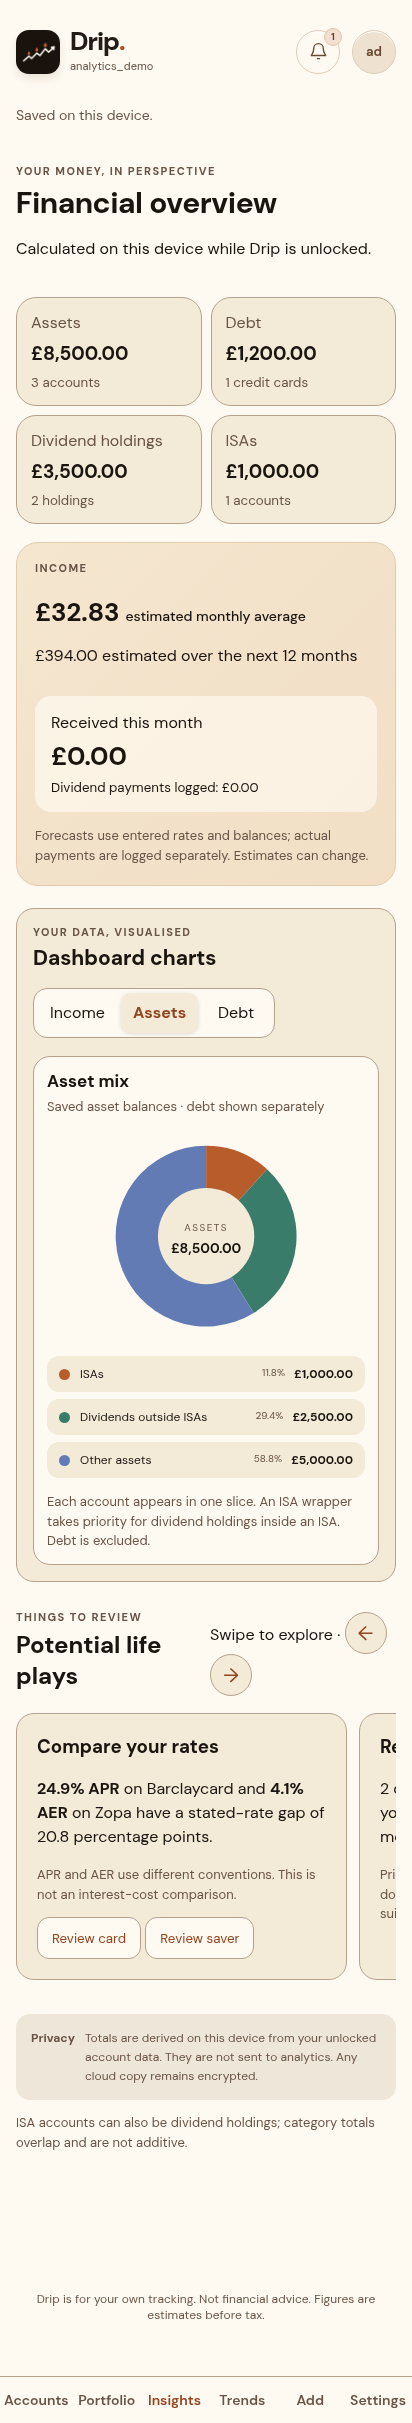 Drip.
analytics_demo
1
ad
Saved on this device.
YOUR MONEY, IN PERSPECTIVE
Financial overview
Calculated on this device while Drip is unlocked.
Assets
£8,500.00
3 accounts
Debt
£1,200.00
1 credit cards
Dividend holdings
£3,500.00
2 holdings
ISAs
£1,000.00
1 accounts
INCOME
£32.83 estimated monthly average
£394.00 estimated over the next 12 months
Received this month
£0.00
Dividend payments logged: £0.00
Forecasts use entered rates and balances; actual
payments are logged separately. Estimates can change.
YOUR DATA, VISUALISED
Dashboard charts
Income Assets Debt
Asset mix
Saved asset balances · debt shown separately
ASSETS
£8,500.00
ISAs 11.8% £1,000.00
Dividends outside ISAs 29.4% £2,500.00
Other assets 58.8% £5,000.00
Each account appears in one slice. An ISA wrapper
takes priority for dividend holdings inside an ISA.
Debt is excluded.
THINGS TO REVIEW
Potential life
plays
Swipe to explore · ←
→
Compare your rates
24.9% APR on Barclaycard and 4.1%
AER on Zopa have a stated-rate gap of
20.8 percentage points.
APR and AER use different conventions. This is
not an interest-cost comparison.
Review card Review saver
Privacy Totals are derived on this device from your unlocked
account data. They are not sent to analytics. Any
cloud copy remains encrypted.
ISA accounts can also be dividend holdings; category totals
overlap and are not additive.
Drip is for your own tracking. Not financial advice. Figures are
estimates before tax.
Accounts Portfolio Insights Trends Add Settings